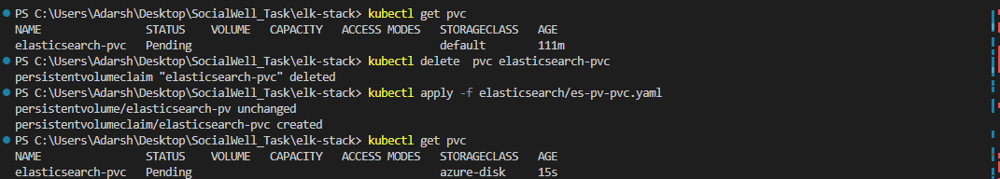 PS C:\Users\Adarsh\Desktop\SocialWell_Task\elk-stack> kubectl get pvc
NAME                STATUS    VOLUME   CAPACITY   ACCESS MODES   STORAGECLASS   AGE
elasticsearch-pvc   Pending                                      default        111m
PS C:\Users\Adarsh\Desktop\SocialWell_Task\elk-stack> kubectl delete  pvc elasticsearch-pvc
persistentvolumeclaim "elasticsearch-pvc" deleted
PS C:\Users\Adarsh\Desktop\SocialWell_Task\elk-stack> kubectl apply -f elasticsearch/es-pv-pvc.yaml
persistentvolume/elasticsearch-pv unchanged
persistentvolumeclaim/elasticsearch-pvc created
PS C:\Users\Adarsh\Desktop\SocialWell_Task\elk-stack> kubectl get pvc
NAME                STATUS    VOLUME   CAPACITY   ACCESS MODES   STORAGECLASS   AGE
elasticsearch-pvc   Pending                                      azure-disk     15s